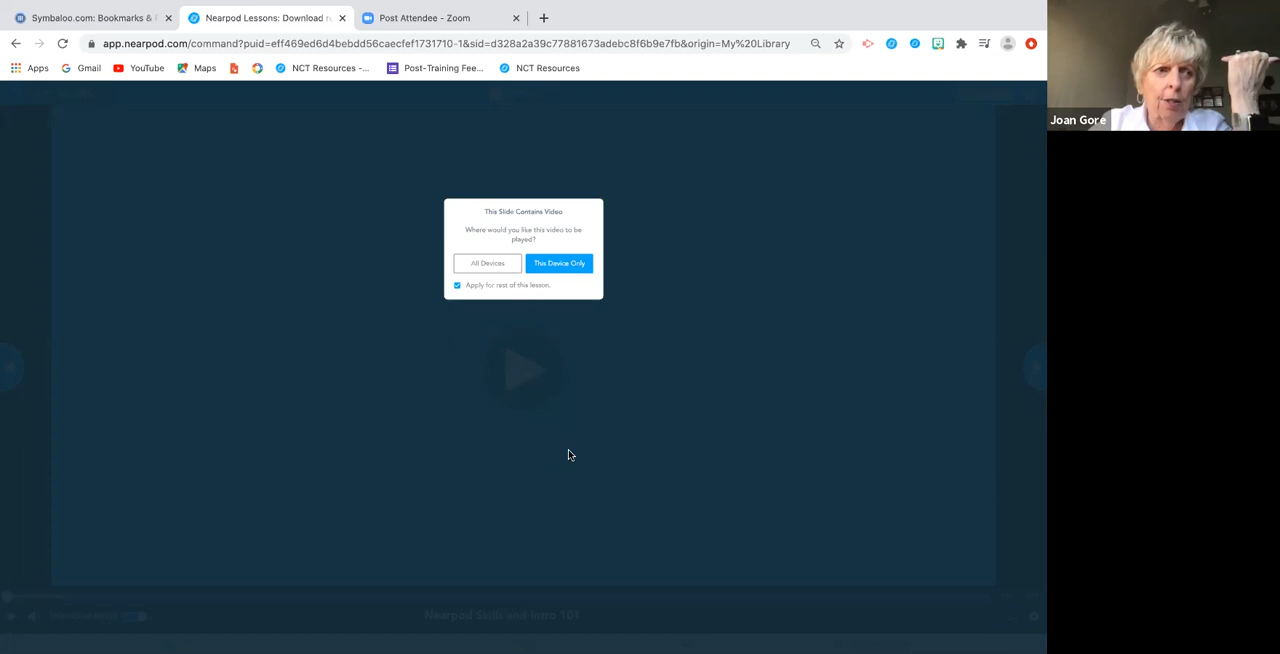 Symbaloo.com: Bookmarks & F
Nearpod Lessons: Download r
Post Attendee - Zoom
app.nearpod.com/command?puid=eff469ed6d4bebdd56caecfef1731710-1&sid=d328a2a39c77881673adebc8f6b9e7fb&origin=My%20Library
Apps
Gmail
YouTube
Maps
NCT Resources -...
Post-Training Fee...
NCT Resources
Joan Gore
This Slide Contains Video
Where would you like this video to be
played?
All Devices
This Device Only
Apply for rest of this lesson.
Nearpod Skills and Intro 101